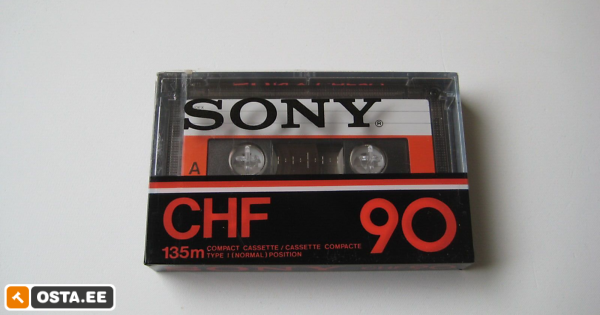 SONY®
A
CHF 90
135m COMPACT CASSETTE / CASSETTE COMPACTE
TYPE I (NORMAL) POSITION
OSTA.EE